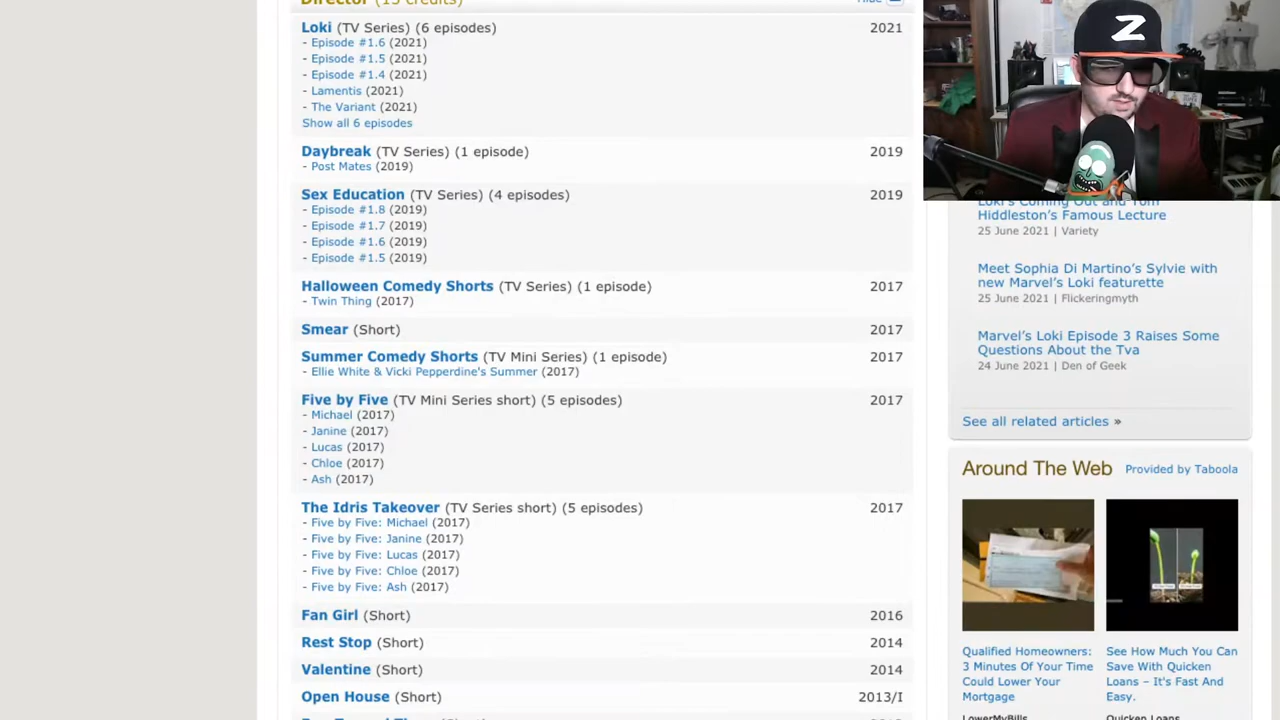 Director (15 credits)
Hide
Loki (TV Series) (6 episodes) 2021
- Episode #1.6 (2021)
- Episode #1.5 (2021)
- Episode #1.4 (2021)
- Lamentis (2021)
- The Variant (2021)
Show all 6 episodes
Daybreak (TV Series) (1 episode) 2019
- Post Mates (2019)
Sex Education (TV Series) (4 episodes) 2019
- Episode #1.8 (2019)
- Episode #1.7 (2019)
- Episode #1.6 (2019)
- Episode #1.5 (2019)
Halloween Comedy Shorts (TV Series) (1 episode) 2017
- Twin Thing (2017)
Smear (Short) 2017
Summer Comedy Shorts (TV Mini Series) (1 episode) 2017
- Ellie White & Vicki Pepperdine's Summer (2017)
Five by Five (TV Mini Series short) (5 episodes) 2017
- Michael (2017)
- Janine (2017)
- Lucas (2017)
- Chloe (2017)
- Ash (2017)
The Idris Takeover (TV Series short) (5 episodes) 2017
- Five by Five: Michael (2017)
- Five by Five: Janine (2017)
- Five by Five: Lucas (2017)
- Five by Five: Chloe (2017)
- Five by Five: Ash (2017)
Fan Girl (Short) 2016
Rest Stop (Short) 2014
Valentine (Short) 2014
Open House (Short) 2013/I
Z
Loki's Coming Out and Tom
Hiddleston's Famous Lecture
25 June 2021 | Variety
Meet Sophia Di Martino's Sylvie with
new Marvel's Loki featurette
25 June 2021 | Flickeringmyth
Marvel's Loki Episode 3 Raises Some
Questions About the Tva
24 June 2021 | Den of Geek
See all related articles »
Around The Web Provided by Taboola
Qualified Homeowners:
3 Minutes Of Your Time
Could Lower Your
Mortgage
LowerMyBills
See How Much You Can
Save With Quicken
Loans – It's Fast And
Easy.
Quicken Loans